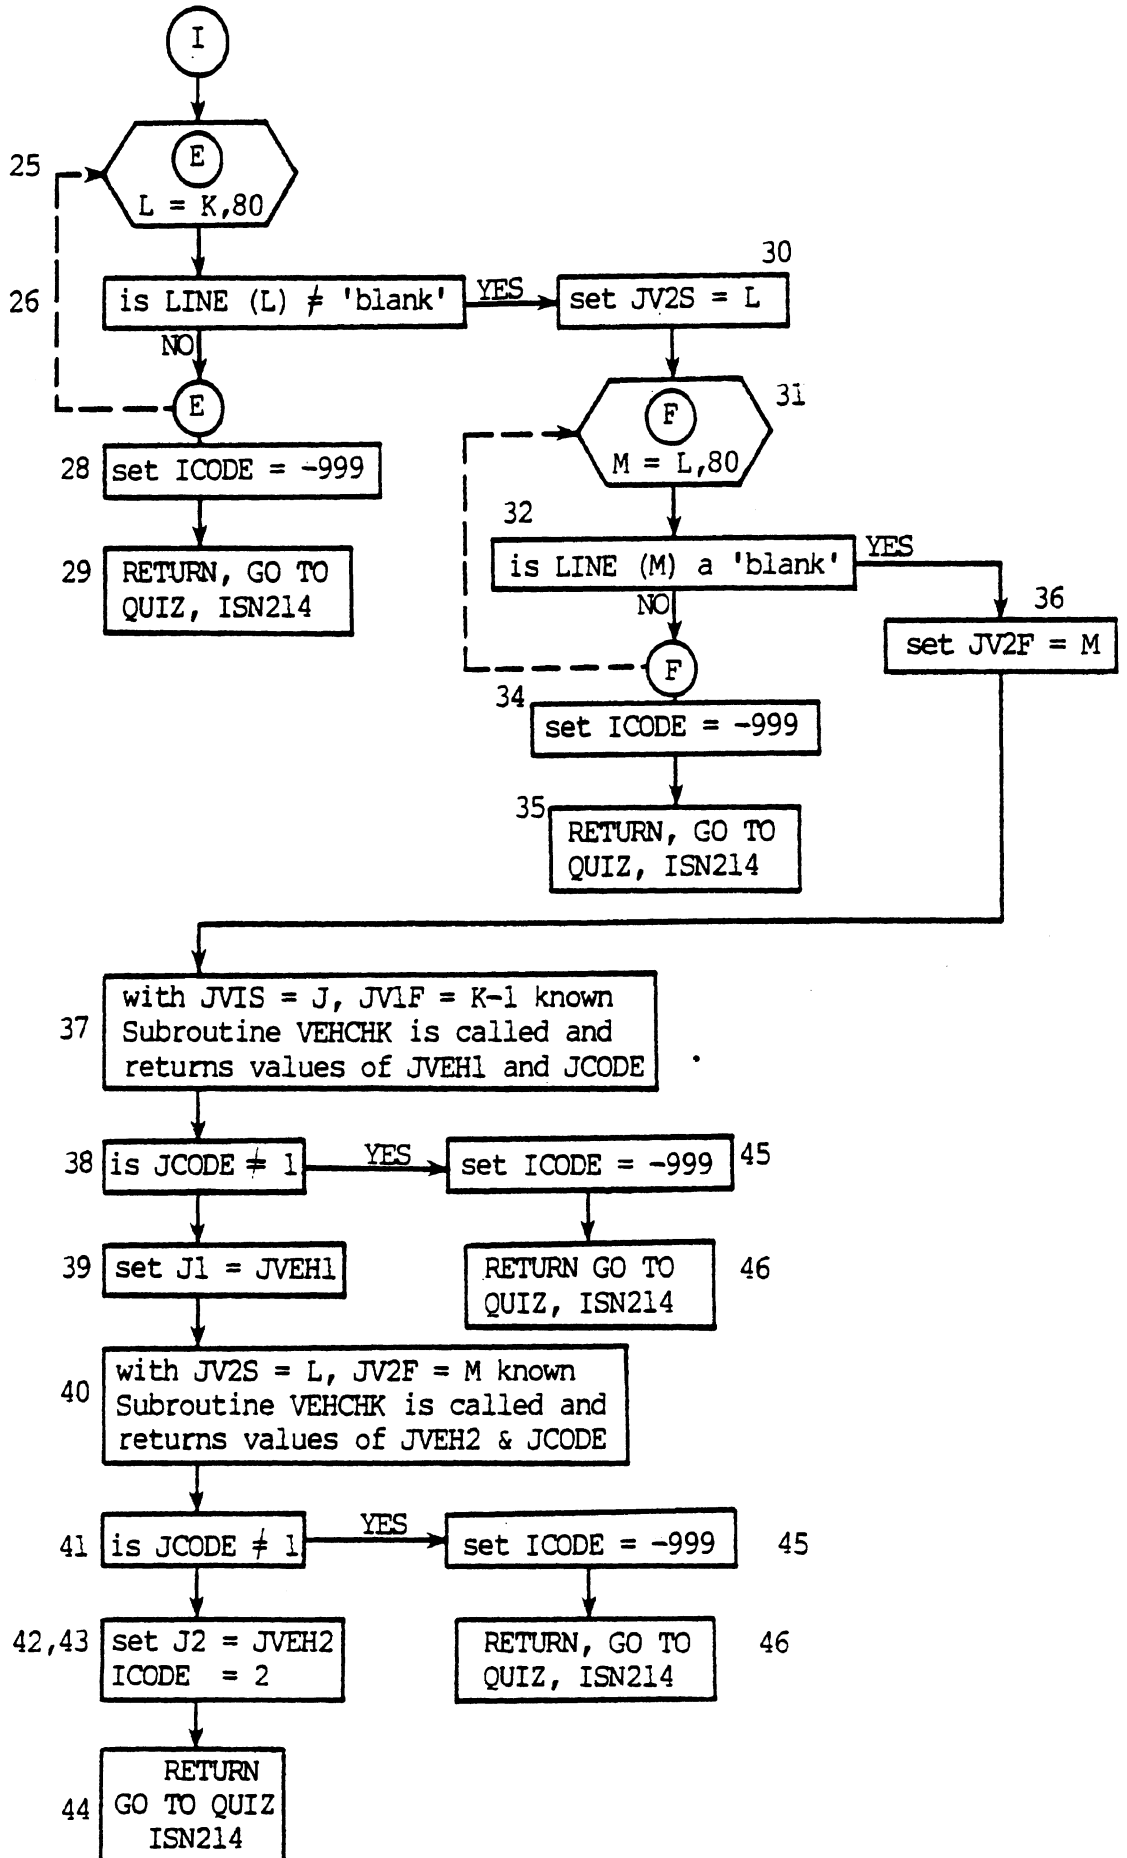 I
25
E
L = K,80
26
is LINE (L) ≠ 'blank'
YES
30
set JV2S = L
NO
E
31
F
M = L,80
28
set ICODE = -999
32
is LINE (M) a 'blank'
YES
29
RETURN, GO TO
QUIZ, ISN214
NO
36
set JV2F = M
F
34
set ICODE = -999
35
RETURN, GO TO
QUIZ, ISN214
37
with JVIS = J, JV1F = K-1 known
Subroutine VEHCHK is called and
returns values of JVEH1 and JCODE
38
is JCODE ≠ 1
YES
set ICODE = -999
45
39
set J1 = JVEH1
RETURN GO TO
QUIZ, ISN214
46
40
with JV2S = L, JV2F = M known
Subroutine VEHCHK is called and
returns values of JVEH2 & JCODE
41
is JCODE ≠ 1
YES
set ICODE = -999
45
42,43
set J2 = JVEH2
ICODE = 2
RETURN, GO TO
QUIZ, ISN214
46
44
RETURN
GO TO QUIZ
ISN214